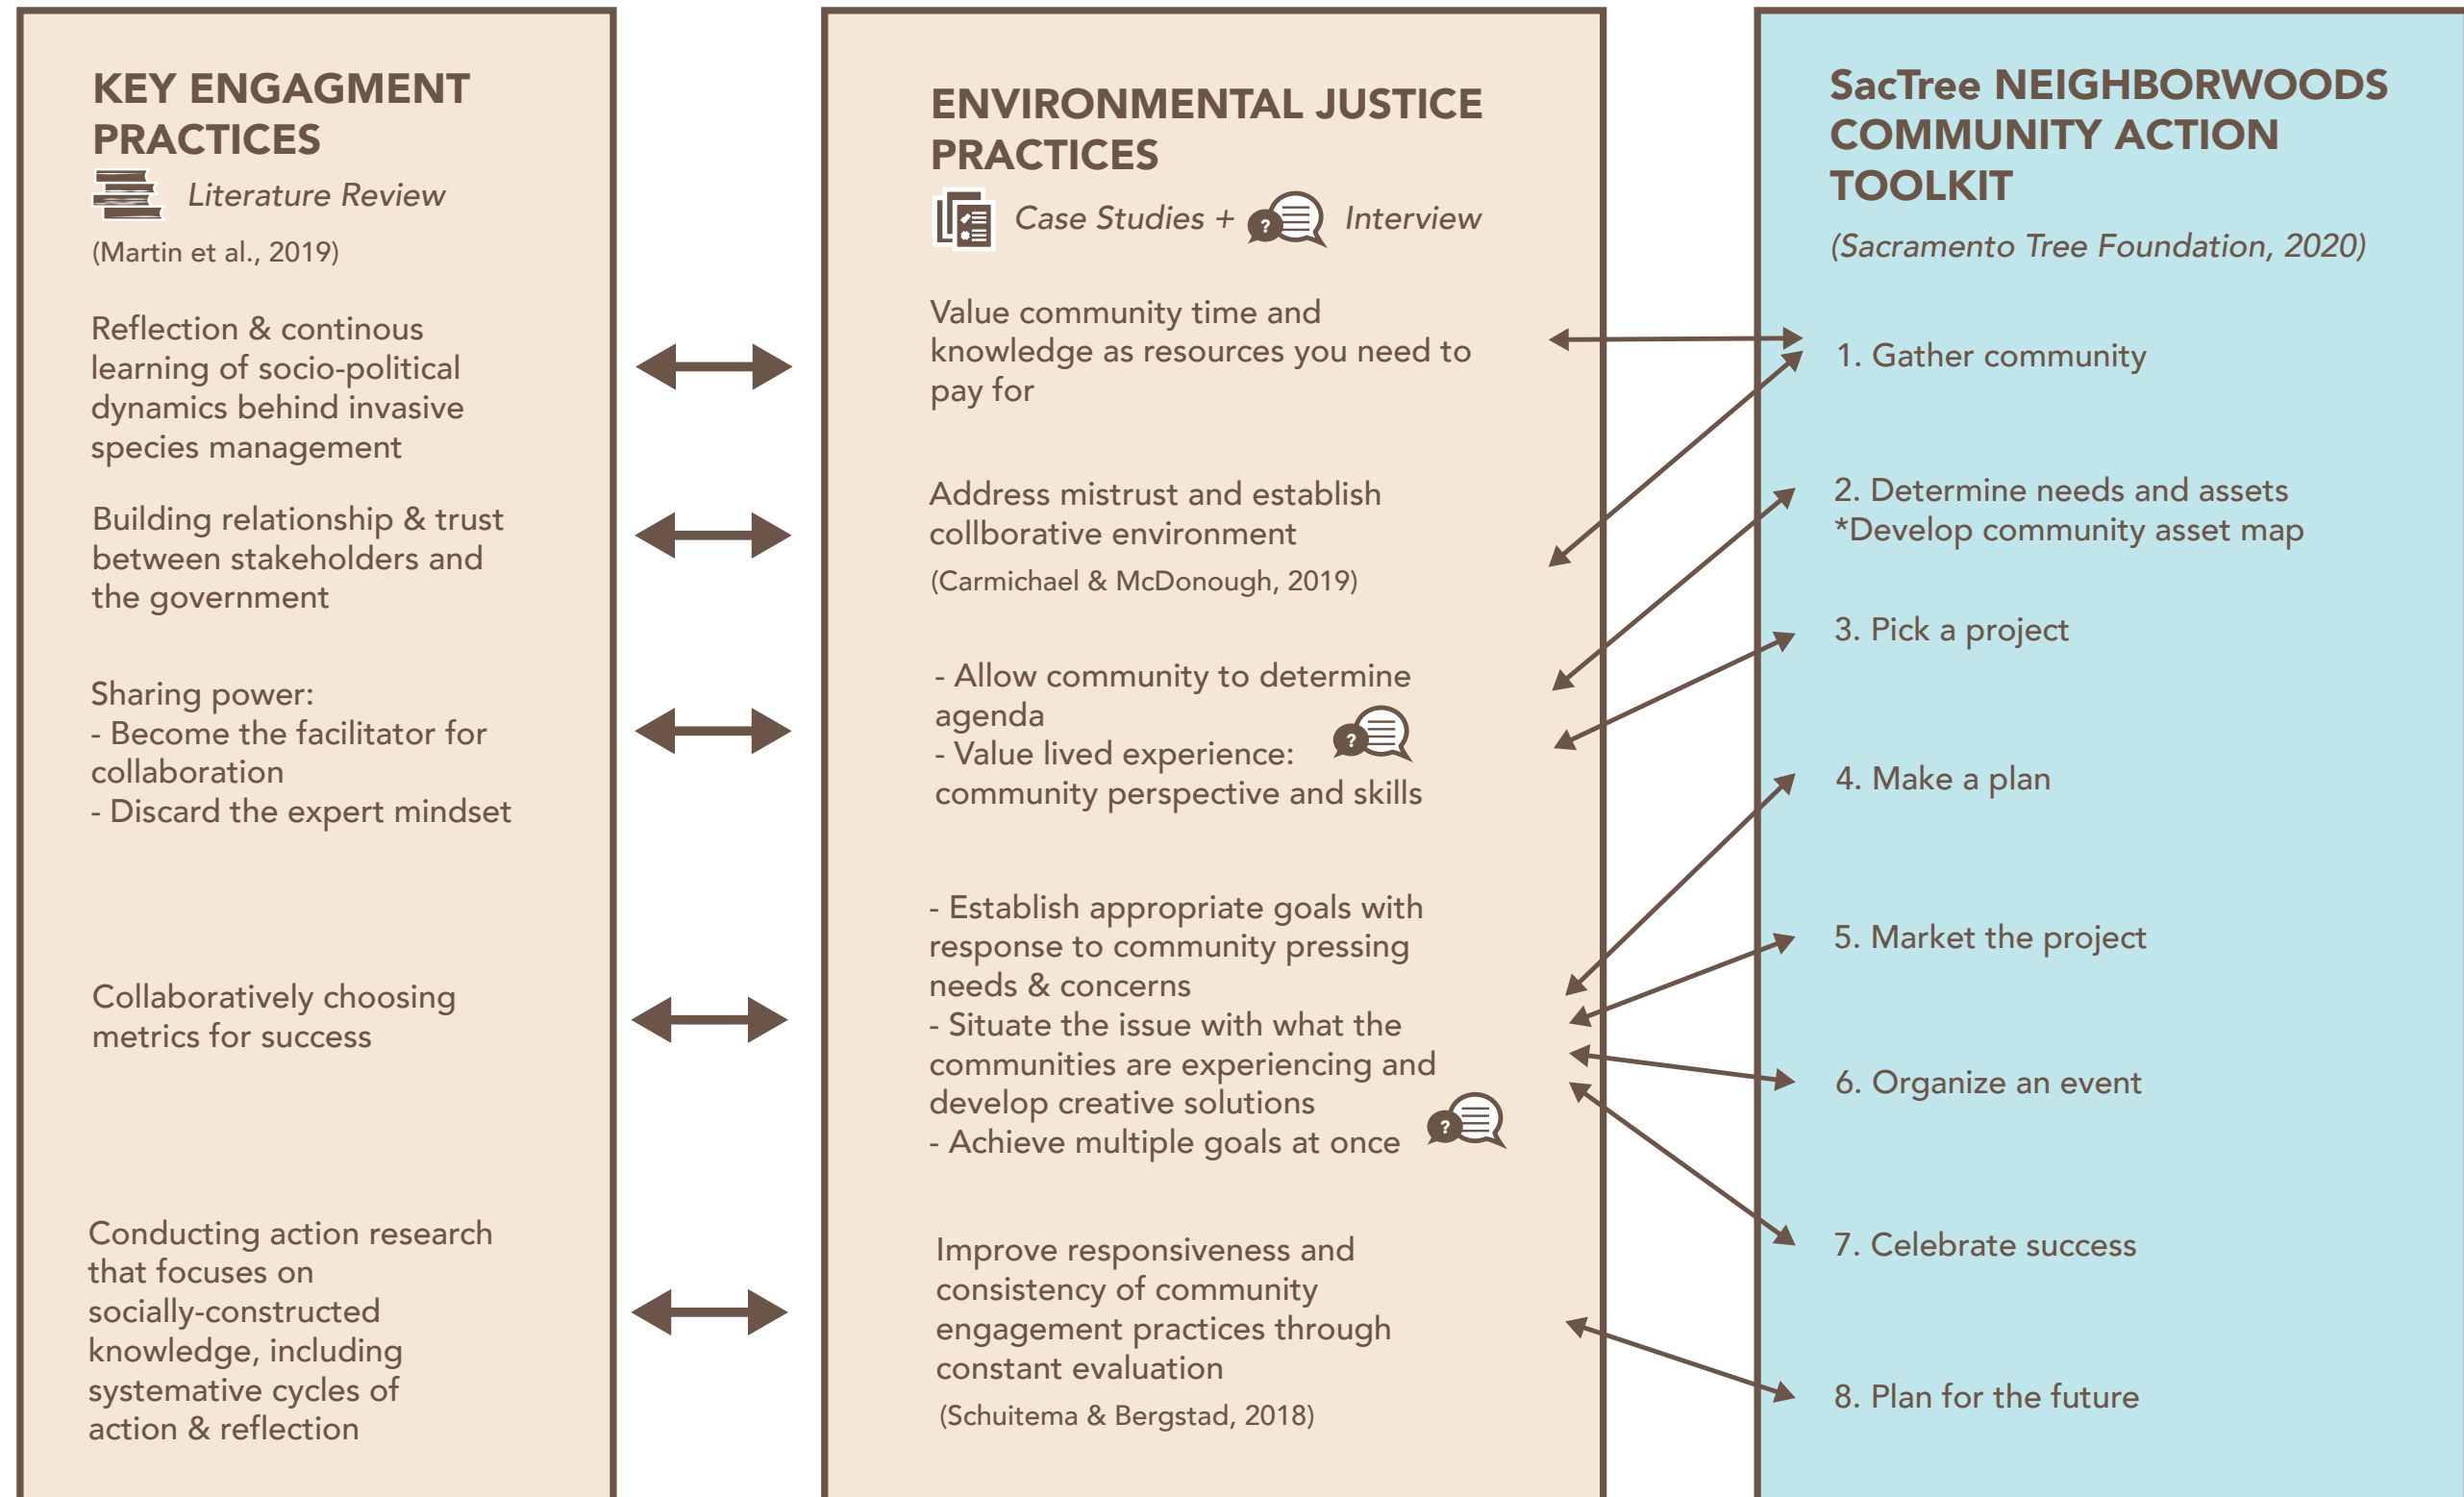 KEY ENGAGMENT
PRACTICES
Literature Review
(Martin et al., 2019)
Reflection & continous
learning of socio-political
dynamics behind invasive
species management
Building relationship & trust
between stakeholders and
the government
Sharing power:
- Become the facilitator for
collaboration
- Discard the expert mindset
Collaboratively choosing
metrics for success
Conducting action research
that focuses on
socially-constructed
knowledge, including
systemative cycles of
action & reflection
ENVIRONMENTAL JUSTICE
PRACTICES
Case Studies + ? Interview
Value community time and
knowledge as resources you need to
pay for
Address mistrust and establish
collborative environment
(Carmichael & McDonough, 2019)
- Allow community to determine
agenda
?
- Value lived experience:
community perspective and skills
- Establish appropriate goals with
response to community pressing
needs & concerns
- Situate the issue with what the
communities are experiencing and
develop creative solutions
- Achieve multiple goals at once ?
Improve responsiveness and
consistency of community
engagement practices through
constant evaluation
(Schuitema & Bergstad, 2018)
SacTree NEIGHBORWOODS
COMMUNITY ACTION
TOOLKIT
(Sacramento Tree Foundation, 2020)
1. Gather community
2. Determine needs and assets
*Develop community asset map
3. Pick a project
4. Make a plan
5. Market the project
6. Organize an event
7. Celebrate success
8. Plan for the future